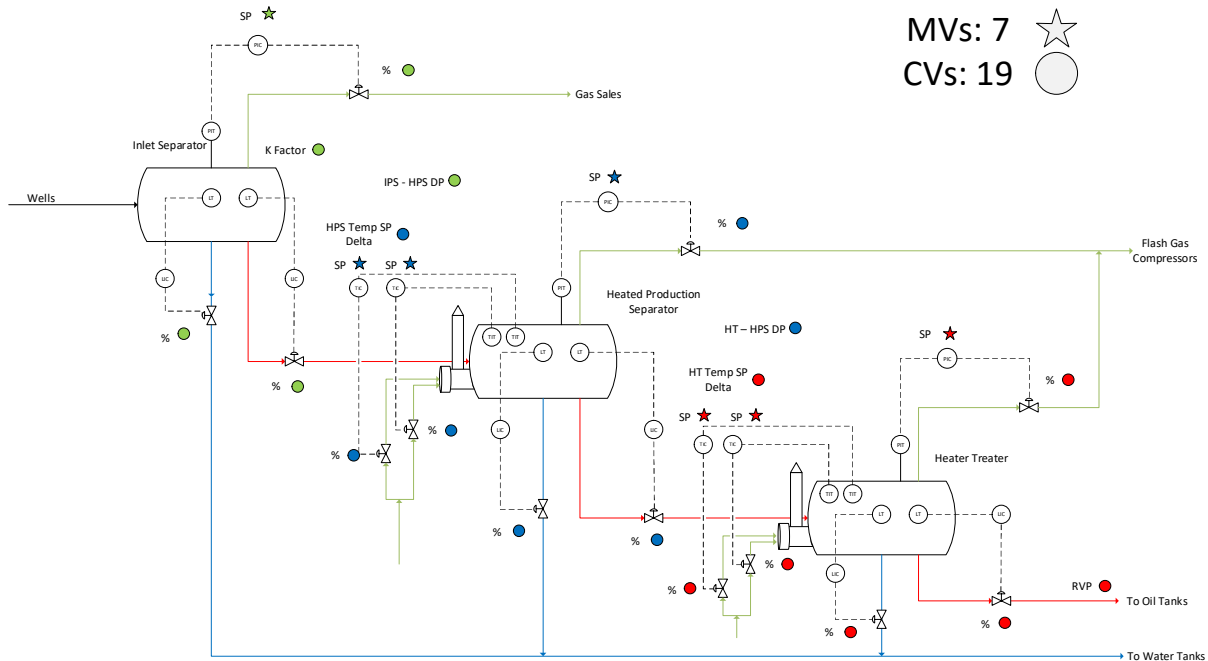 SP
MVs: 7
CVs: 19
PIC
%
Gas Sales
PIT
Inlet Separator
K Factor
IPS - HPS DP
SP
LT
LT
Wells
PIC
%
HPS Temp SP
Delta
Flash Gas
Compressors
SP
SP
LIC
LIC
TIC
TIC
PIT
Heated Production
Separator
%
TIT
TIT
HT – HPS DP
SP
LT
LT
PIC
%
HT Temp SP
Delta
%
SP
SP
%
LIC
LIC
TIC
TIC
PIT
%
Heater Treater
TIT
TIT
LT
LT
LIC
%
%
%
LIC
%
RVP
To Oil Tanks
%
%
To Water Tanks